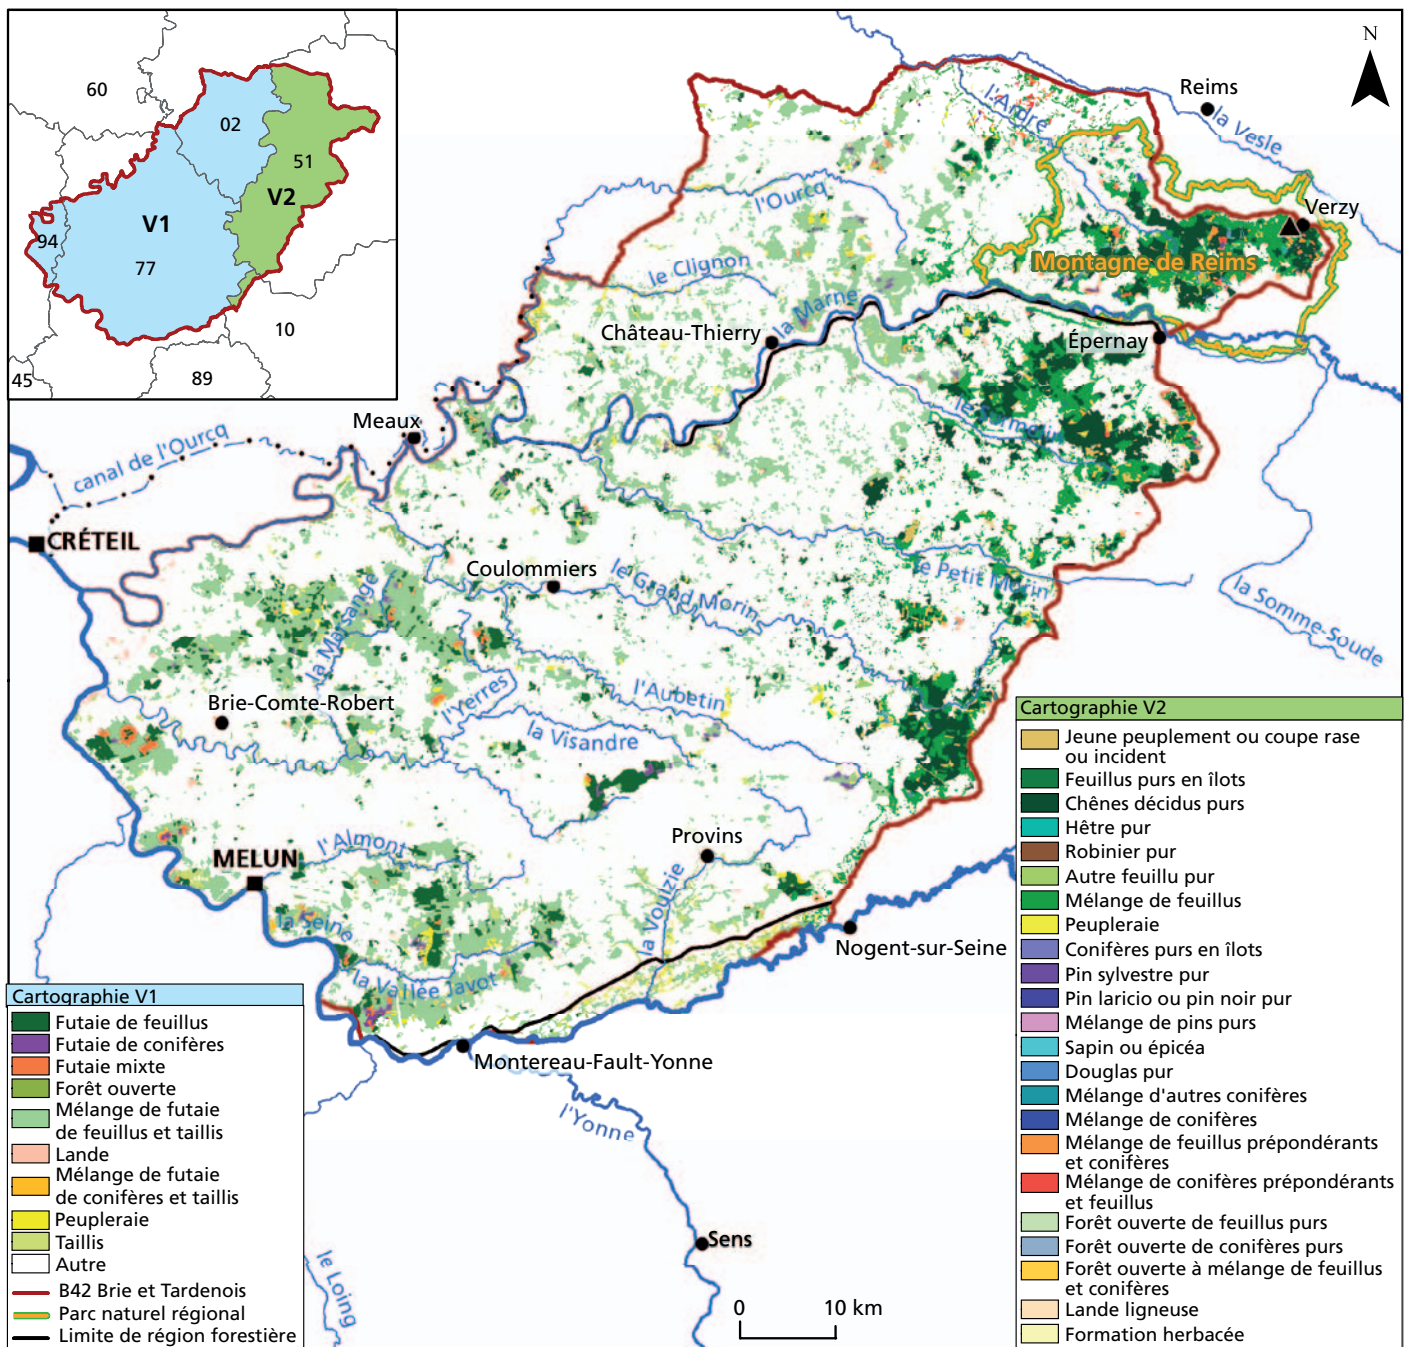 60
02
51
V2
V1
94
77
10
45
89
N
Reims
la Vesle
l'Ardre
Verzy
l'Ourcq
Montagne de Reims
le Clignon
la Marne
Château-Thierry
Épernay
Meaux
canal de l'Ourcq
CRÉTEIL
Coulommiers
le Grand Morin
le Petit Morin
la Somme-Soude
la Marsange
Brie-Comte-Robert
l'Yerres
l'Aubetin
la Visandre
Provins
l'Almont
MELUN
la Voulzie
la Seine
Nogent-sur-Seine
la Vallée Javot
Montereau-Fault-Yonne
l'Yonne
Sens
le Loing
0 10 km
Cartographie V1
Futaie de feuillus
Futaie de conifères
Futaie mixte
Forêt ouverte
Mélange de futaie
de feuillus et taillis
Lande
Mélange de futaie
de conifères et taillis
Peupleraie
Taillis
Autre
B42 Brie et Tardenois
Parc naturel régional
Limite de région forestière
Cartographie V2
Jeune peuplement ou coupe rase
ou incident
Feuillus purs en îlots
Chênes décidus purs
Hêtre pur
Robinier pur
Autre feuillu pur
Mélange de feuillus
Peupleraie
Conifères purs en îlots
Pin sylvestre pur
Pin laricio ou pin noir pur
Mélange de pins purs
Sapin ou épicéa
Douglas pur
Mélange d'autres conifères
Mélange de conifères
Mélange de feuillus prépondérants
et conifères
Mélange de conifères prépondérants
et feuillus
Forêt ouverte de feuillus purs
Forêt ouverte de conifères purs
Forêt ouverte à mélange de feuillus
et conifères
Lande ligneuse
Formation herbacée